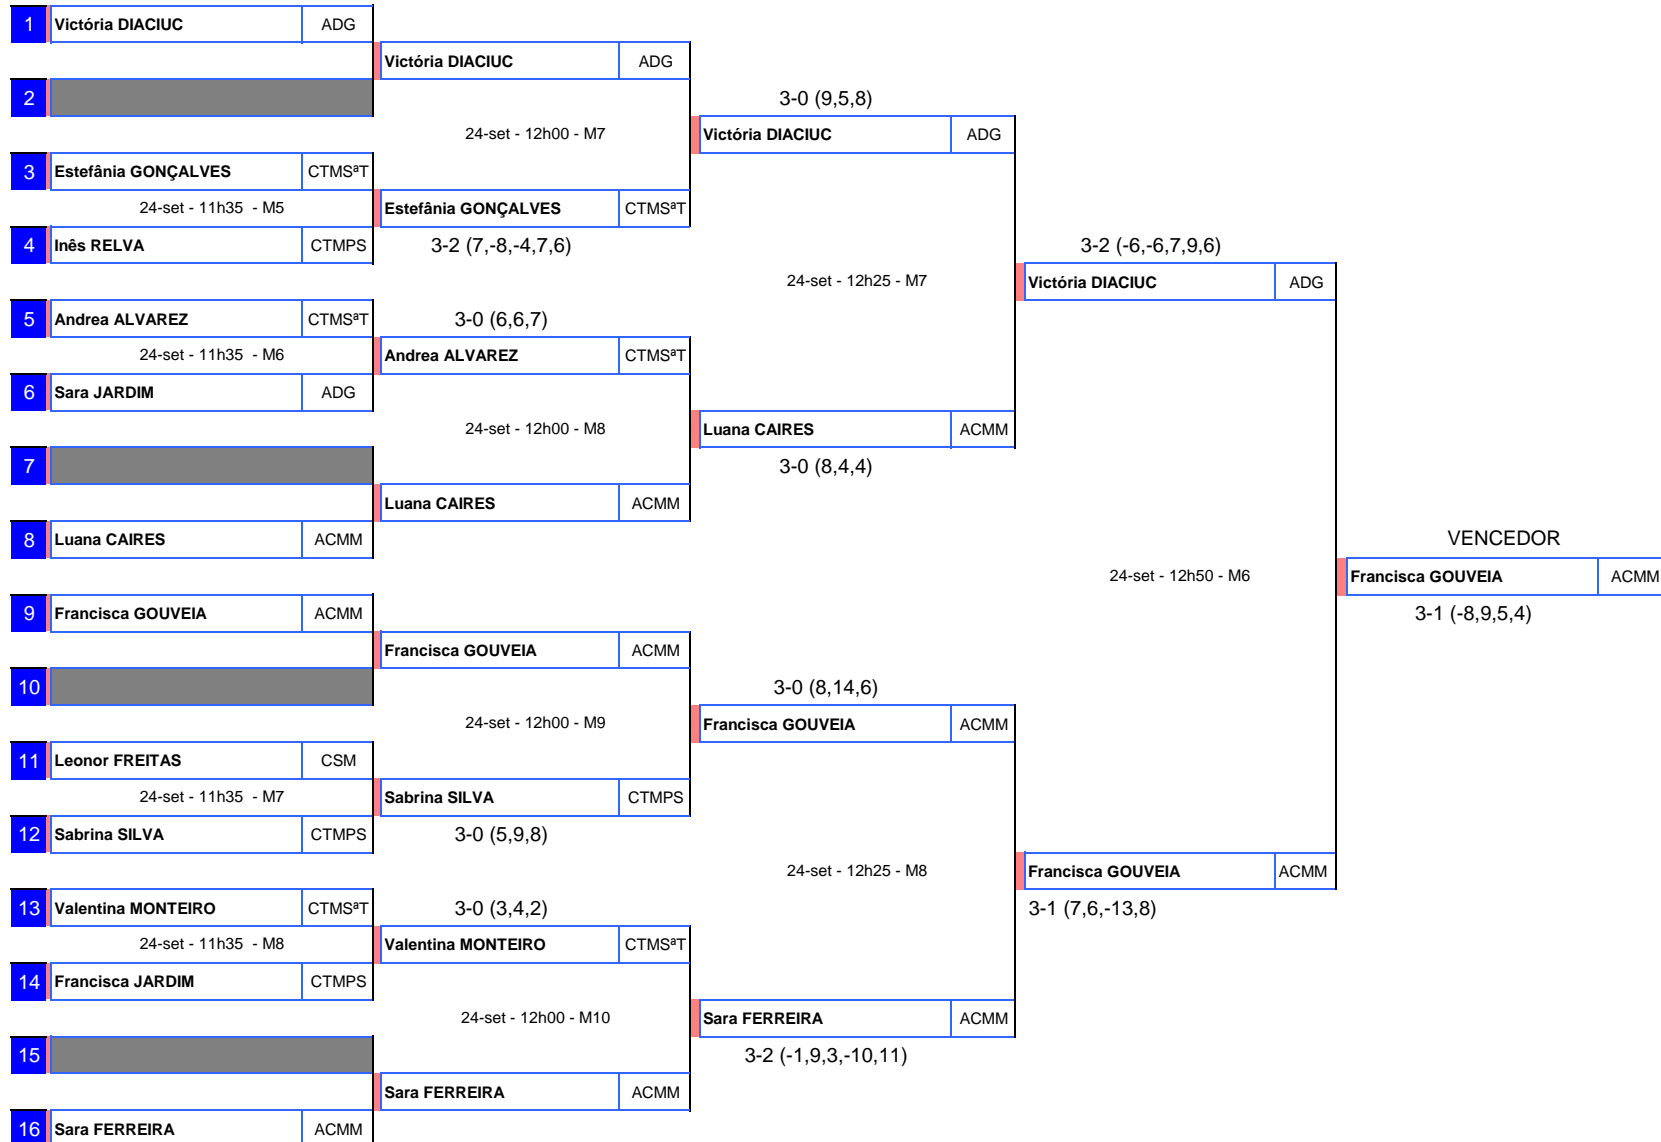 1 Victória DIACIUC ADG
Victória DIACIUC ADG
2
3-0 (9,5,8)
24-set - 12h00 - M7
Victória DIACIUC ADG
3 Estefânia GONÇALVES CTMSªT
24-set - 11h35 - M5
Estefânia GONÇALVES CTMSªT
4 Inês RELVA CTMPS
3-2 (7,-8,-4,7,6)
3-2 (-6,-6,7,9,6)
24-set - 12h25 - M7
Victória DIACIUC ADG
5 Andrea ALVAREZ CTMSªT
3-0 (6,6,7)
24-set - 11h35 - M6
Andrea ALVAREZ CTMSªT
6 Sara JARDIM ADG
24-set - 12h00 - M8
Luana CAIRES ACMM
7
3-0 (8,4,4)
Luana CAIRES ACMM
8 Luana CAIRES ACMM
VENCEDOR
24-set - 12h50 - M6
Francisca GOUVEIA ACMM
9 Francisca GOUVEIA ACMM
3-1 (-8,9,5,4)
Francisca GOUVEIA ACMM
10
3-0 (8,14,6)
24-set - 12h00 - M9
Francisca GOUVEIA ACMM
11 Leonor FREITAS CSM
24-set - 11h35 - M7
Sabrina SILVA CTMPS
12 Sabrina SILVA CTMPS
3-0 (5,9,8)
24-set - 12h25 - M8
Francisca GOUVEIA ACMM
13 Valentina MONTEIRO CTMSªT
3-0 (3,4,2)
3-1 (7,6,-13,8)
24-set - 11h35 - M8
Valentina MONTEIRO CTMSªT
14 Francisca JARDIM CTMPS
24-set - 12h00 - M10
Sara FERREIRA ACMM
15
3-2 (-1,9,3,-10,11)
Sara FERREIRA ACMM
16 Sara FERREIRA ACMM